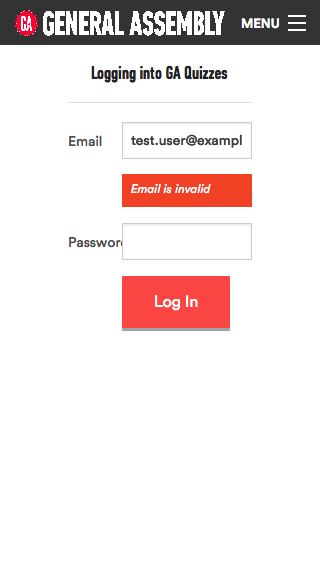 GA GENERAL ASSEMBLY MENU
Logging into GA Quizzes
Email test.user@exampl
Email is invalid
Password
Log In